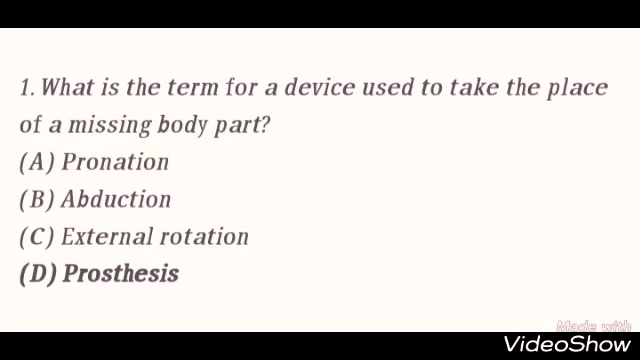 1. What is the term for a device used to take the place
of a missing body part?
(A) Pronation
(B) Abduction
(C) External rotation
(D) Prosthesis
Made with
VideoShow